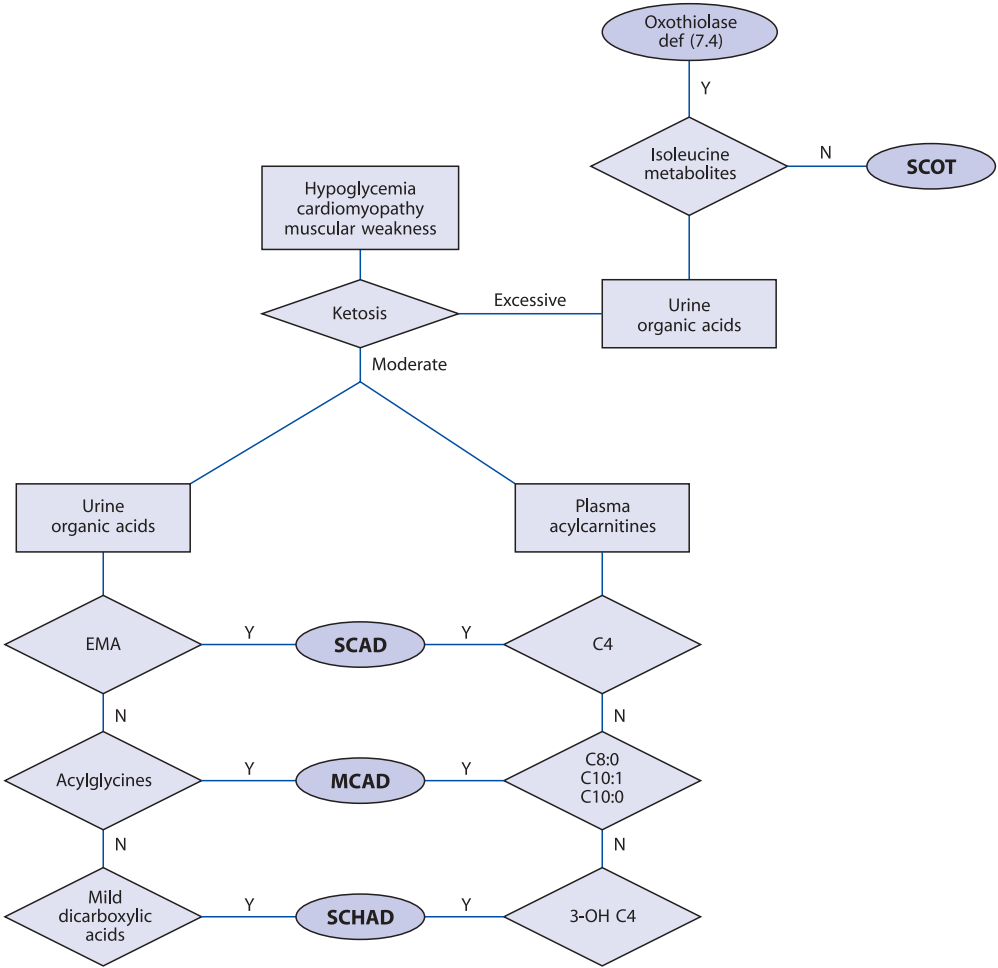 Oxothiolase
def (7.4)
Y
Isoleucine
metabolites
N
SCOT
Hypoglycemia
cardiomyopathy
muscular weakness
Ketosis
Excessive
Urine
organic acids
Moderate
Urine
organic acids
Plasma
acylcarnitines
EMA
Y
SCAD
Y
C4
N
N
Acylglycines
Y
MCAD
Y
C8:0
C10:1
C10:0
N
N
Mild
dicarboxylic
acids
Y
SCHAD
Y
3-OH C4